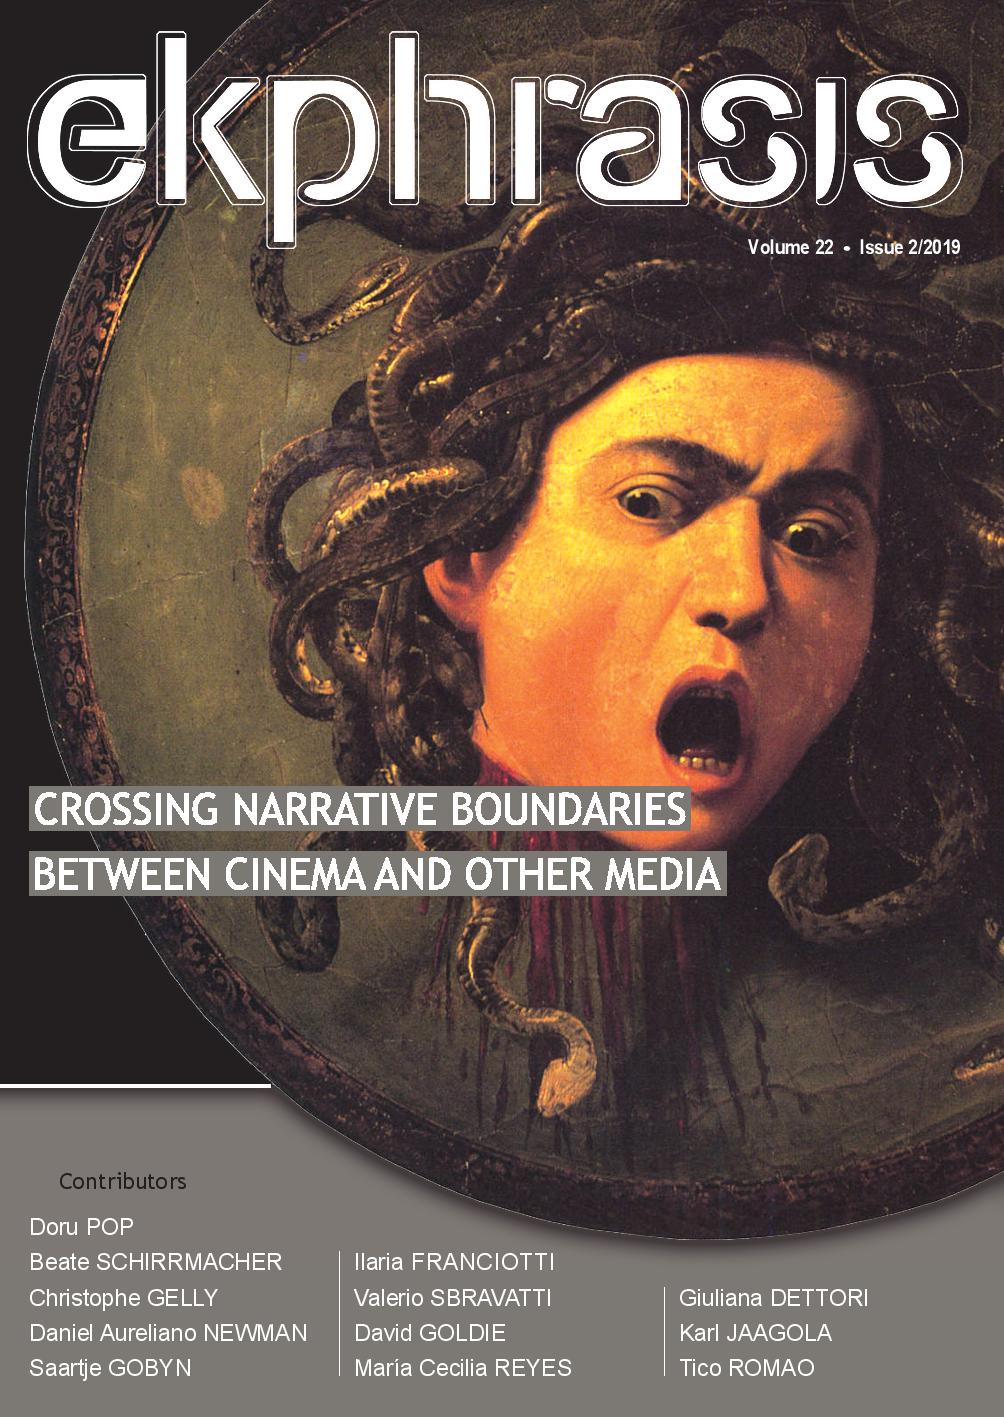 ekphrasis
Volume 22 • Issue 2/2019
CROSSING NARRATIVE BOUNDARIES
BETWEEN CINEMA AND OTHER MEDIA
Contributors
Doru POP
Beate SCHIRRMACHER
Christophe GELLY
Daniel Aureliano NEWMAN
Saartje GOBYN
Ilaria FRANCIOTTI
Valerio SBRAVATTI
David GOLDIE
María Cecilia REYES
Giuliana DETTORI
Karl JAAGOLA
Tico ROMAO